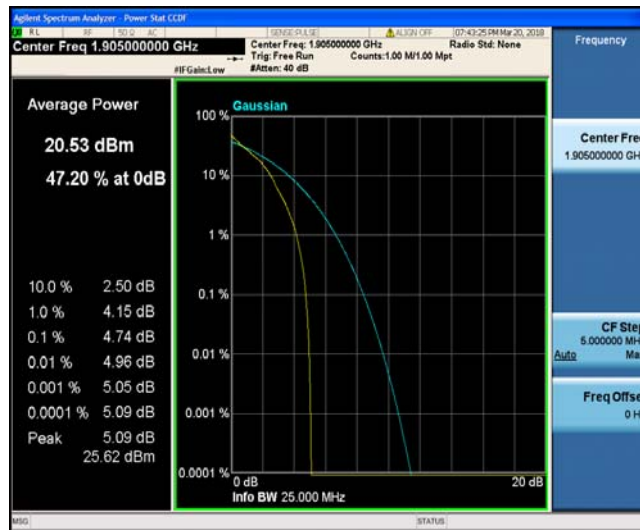 Agilent Spectrum Analyzer - Power Stat CCDF
RL RF 50 Ω AC SENSE:PULSE ALIGN OFF 07:43:25 PM Mar 20, 2018
Center Freq 1.905000000 GHz
Center Freq: 1.905000000 GHz Radio Std: None
Trig: Free Run Counts:1.00 M/1.00 Mpt
#IFGain:Low #Atten: 40 dB
Frequency
Average Power
20.53 dBm
47.20 % at 0dB
10.0 % 2.50 dB
1.0 % 4.15 dB
0.1 % 4.74 dB
0.01 % 4.96 dB
0.001 % 5.05 dB
0.0001 % 5.09 dB
Peak 5.09 dB
25.62 dBm
Gaussian
100 %
10 %
1 %
0.1 %
0.01 %
0.001 %
0.0001 %
0 dB 20 dB
Info BW 25.000 MHz
Center Fre
1.905000000 GH
CF Step
5.000000 MH
Auto Ma
Freq Offse
0 H
MSG STATUS